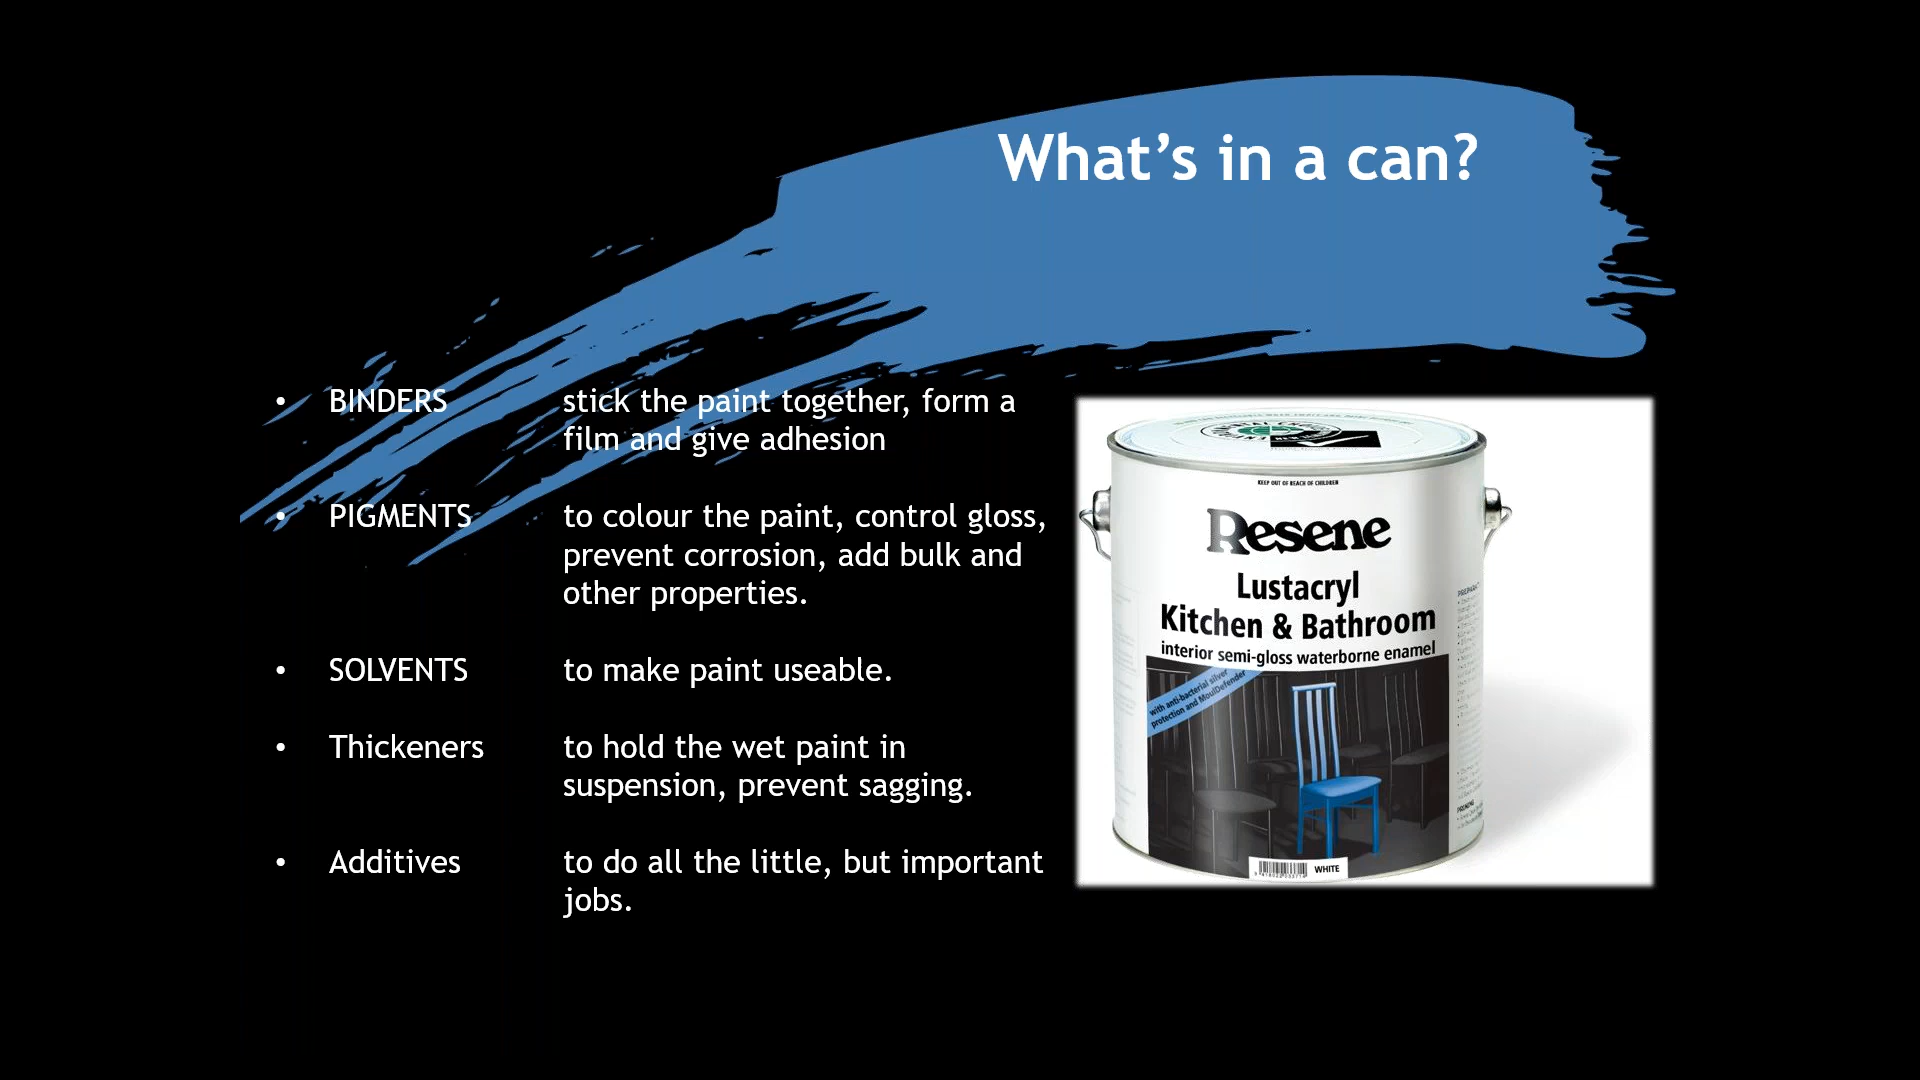 What’s in a can?
• BINDERS stick the paint together, form a
film and give adhesion
• PIGMENTS to colour the paint, control gloss,
prevent corrosion, add bulk and
other properties.
• SOLVENTS to make paint useable.
• Thickeners to hold the wet paint in
suspension, prevent sagging.
• Additives to do all the little, but important
jobs.
KEEP OUT OF REACH OF CHILDREN
Resene
Lustacryl
Kitchen & Bathroom
interior semi-gloss waterborne enamel
with anti-bacterial silver
protection and MoulDefender
WHITE